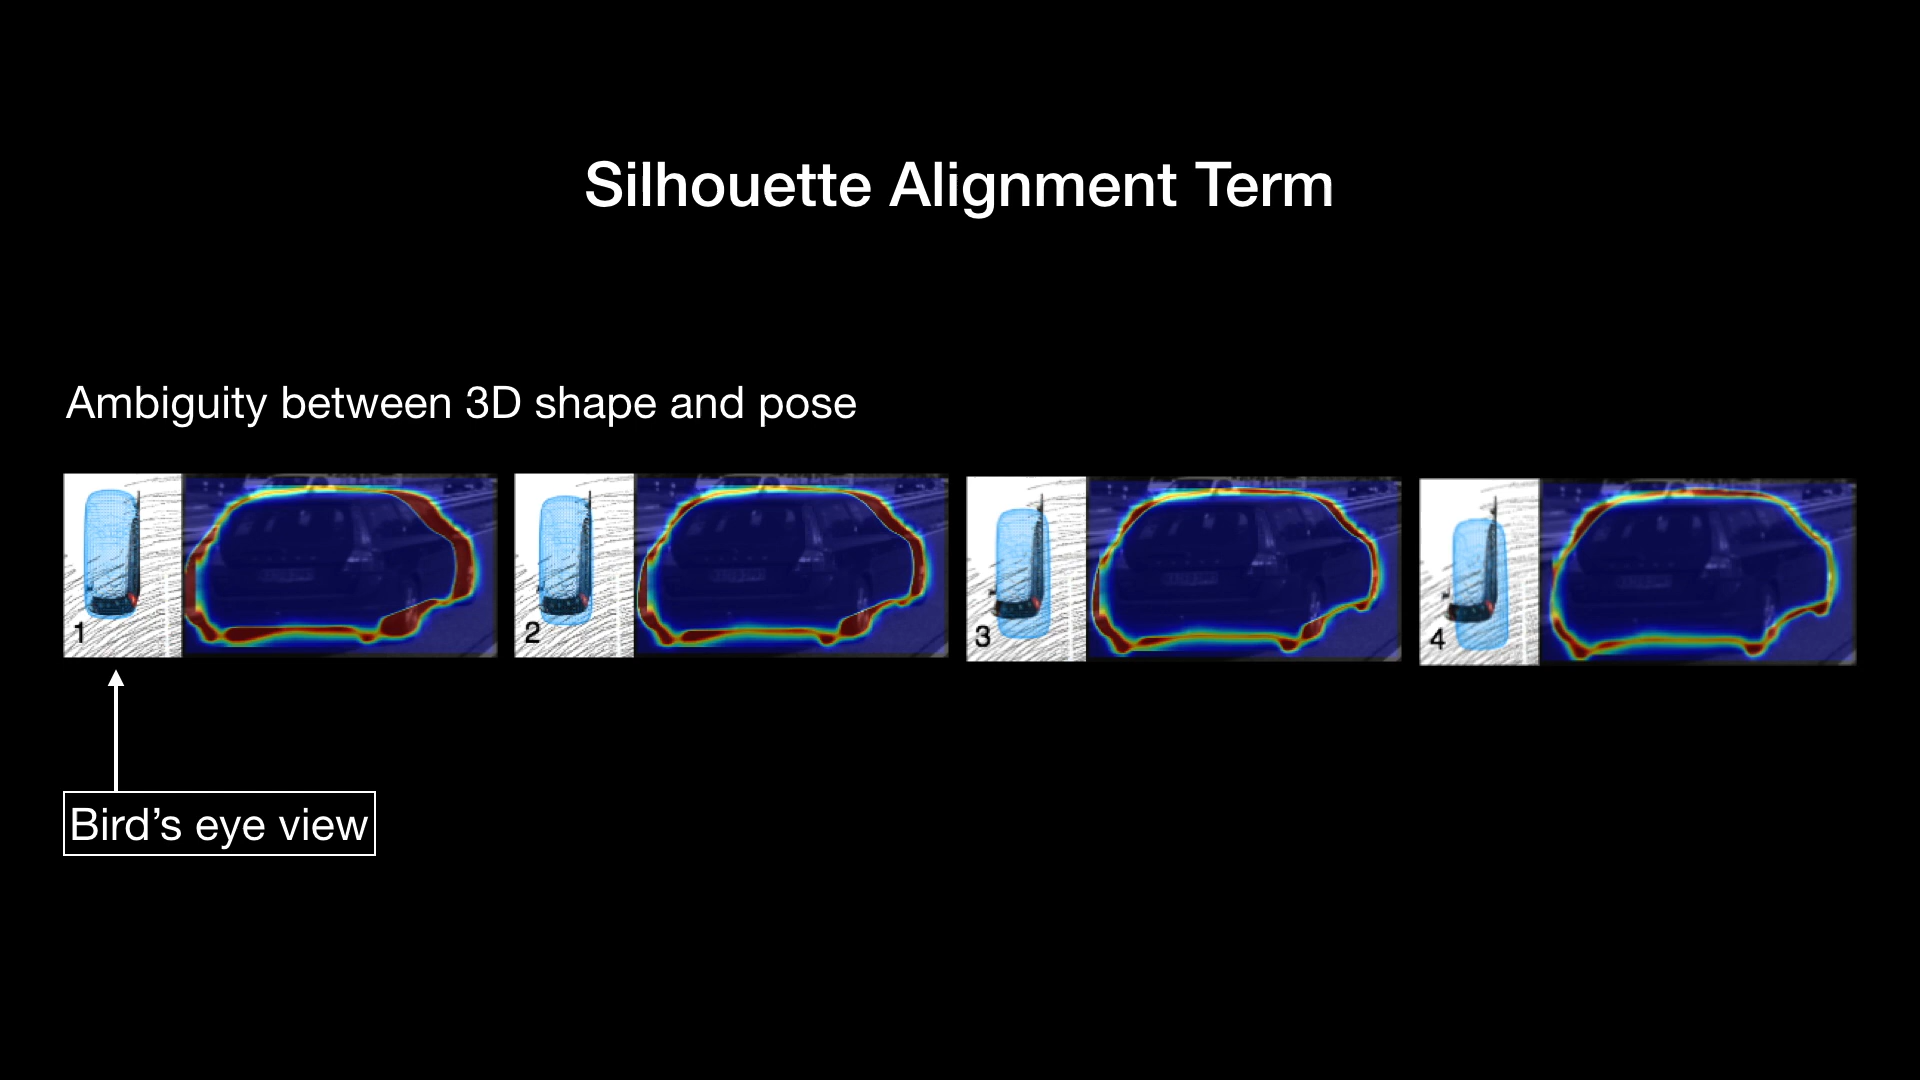 Silhouette Alignment Term
Ambiguity between 3D shape and pose
1
2
3
4
Bird’s eye view